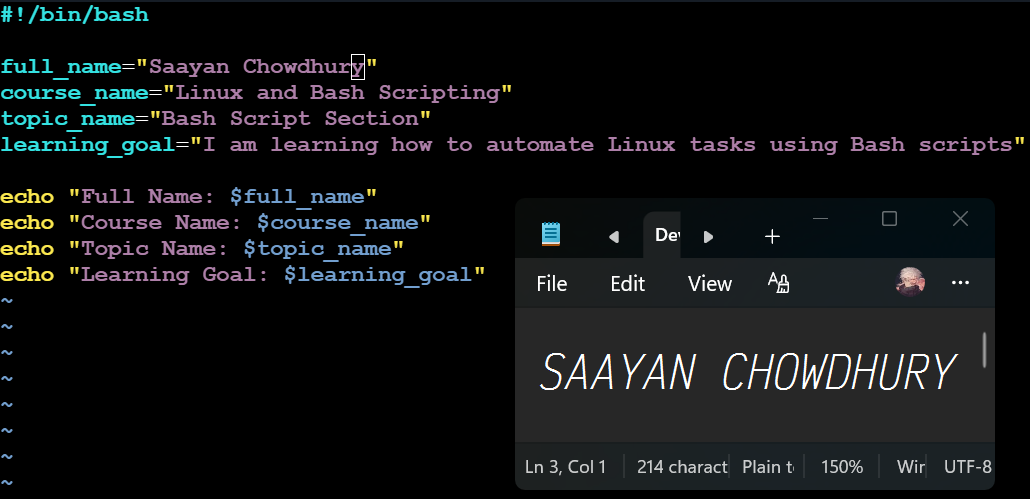 #!/bin/bash
full_name="Saayan Chowdhury"
course_name="Linux and Bash Scripting"
topic_name="Bash Script Section"
learning_goal="I am learning how to automate Linux tasks using Bash scripts"
echo "Full Name: $full_name"
echo "Course Name: $course_name"
echo "Topic Name: $topic_name"
echo "Learning Goal: $learning_goal"
~
~
~
~
~
~
~
~
File Edit View ...
SAAYAN CHOWDHURY
Ln 3, Col 1 214 charact Plain t 150% UTF-8